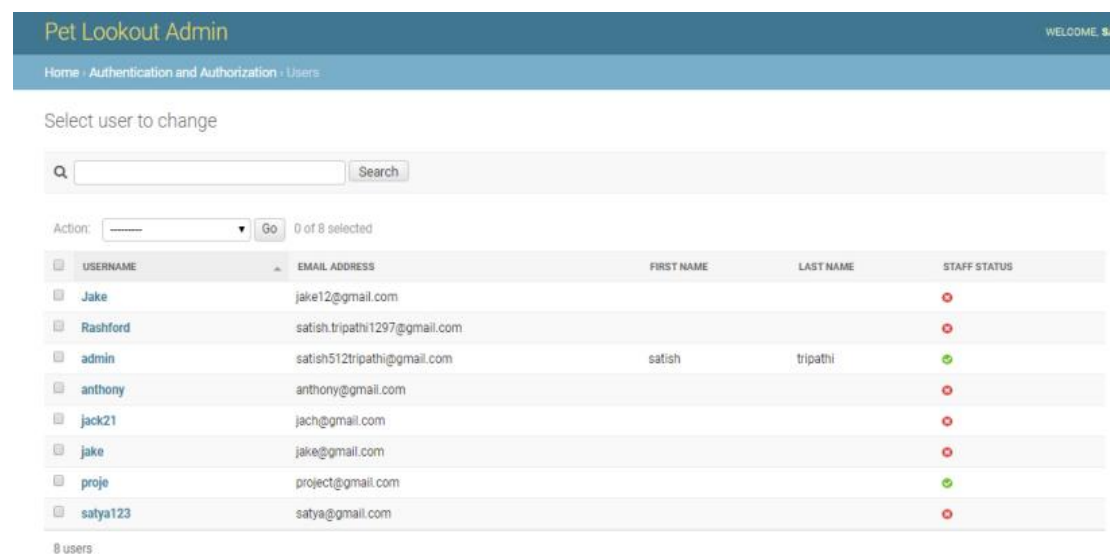 Pet Lookout Admin
WELCOME,
Home › Authentication and Authorization › Users
Select user to change
Search
Action: --------- Go 0 of 8 selected
USERNAME EMAIL ADDRESS FIRST NAME LAST NAME STAFF STATUS
Jake jake12@gmail.com
Rashford satish.tripathi1297@gmail.com
admin satish512tripathi@gmail.com satish tripathi
anthony anthony@gmail.com
jack21 jach@gmail.com
jake jake@gmail.com
proje project@gmail.com
satya123 satya@gmail.com
8 users